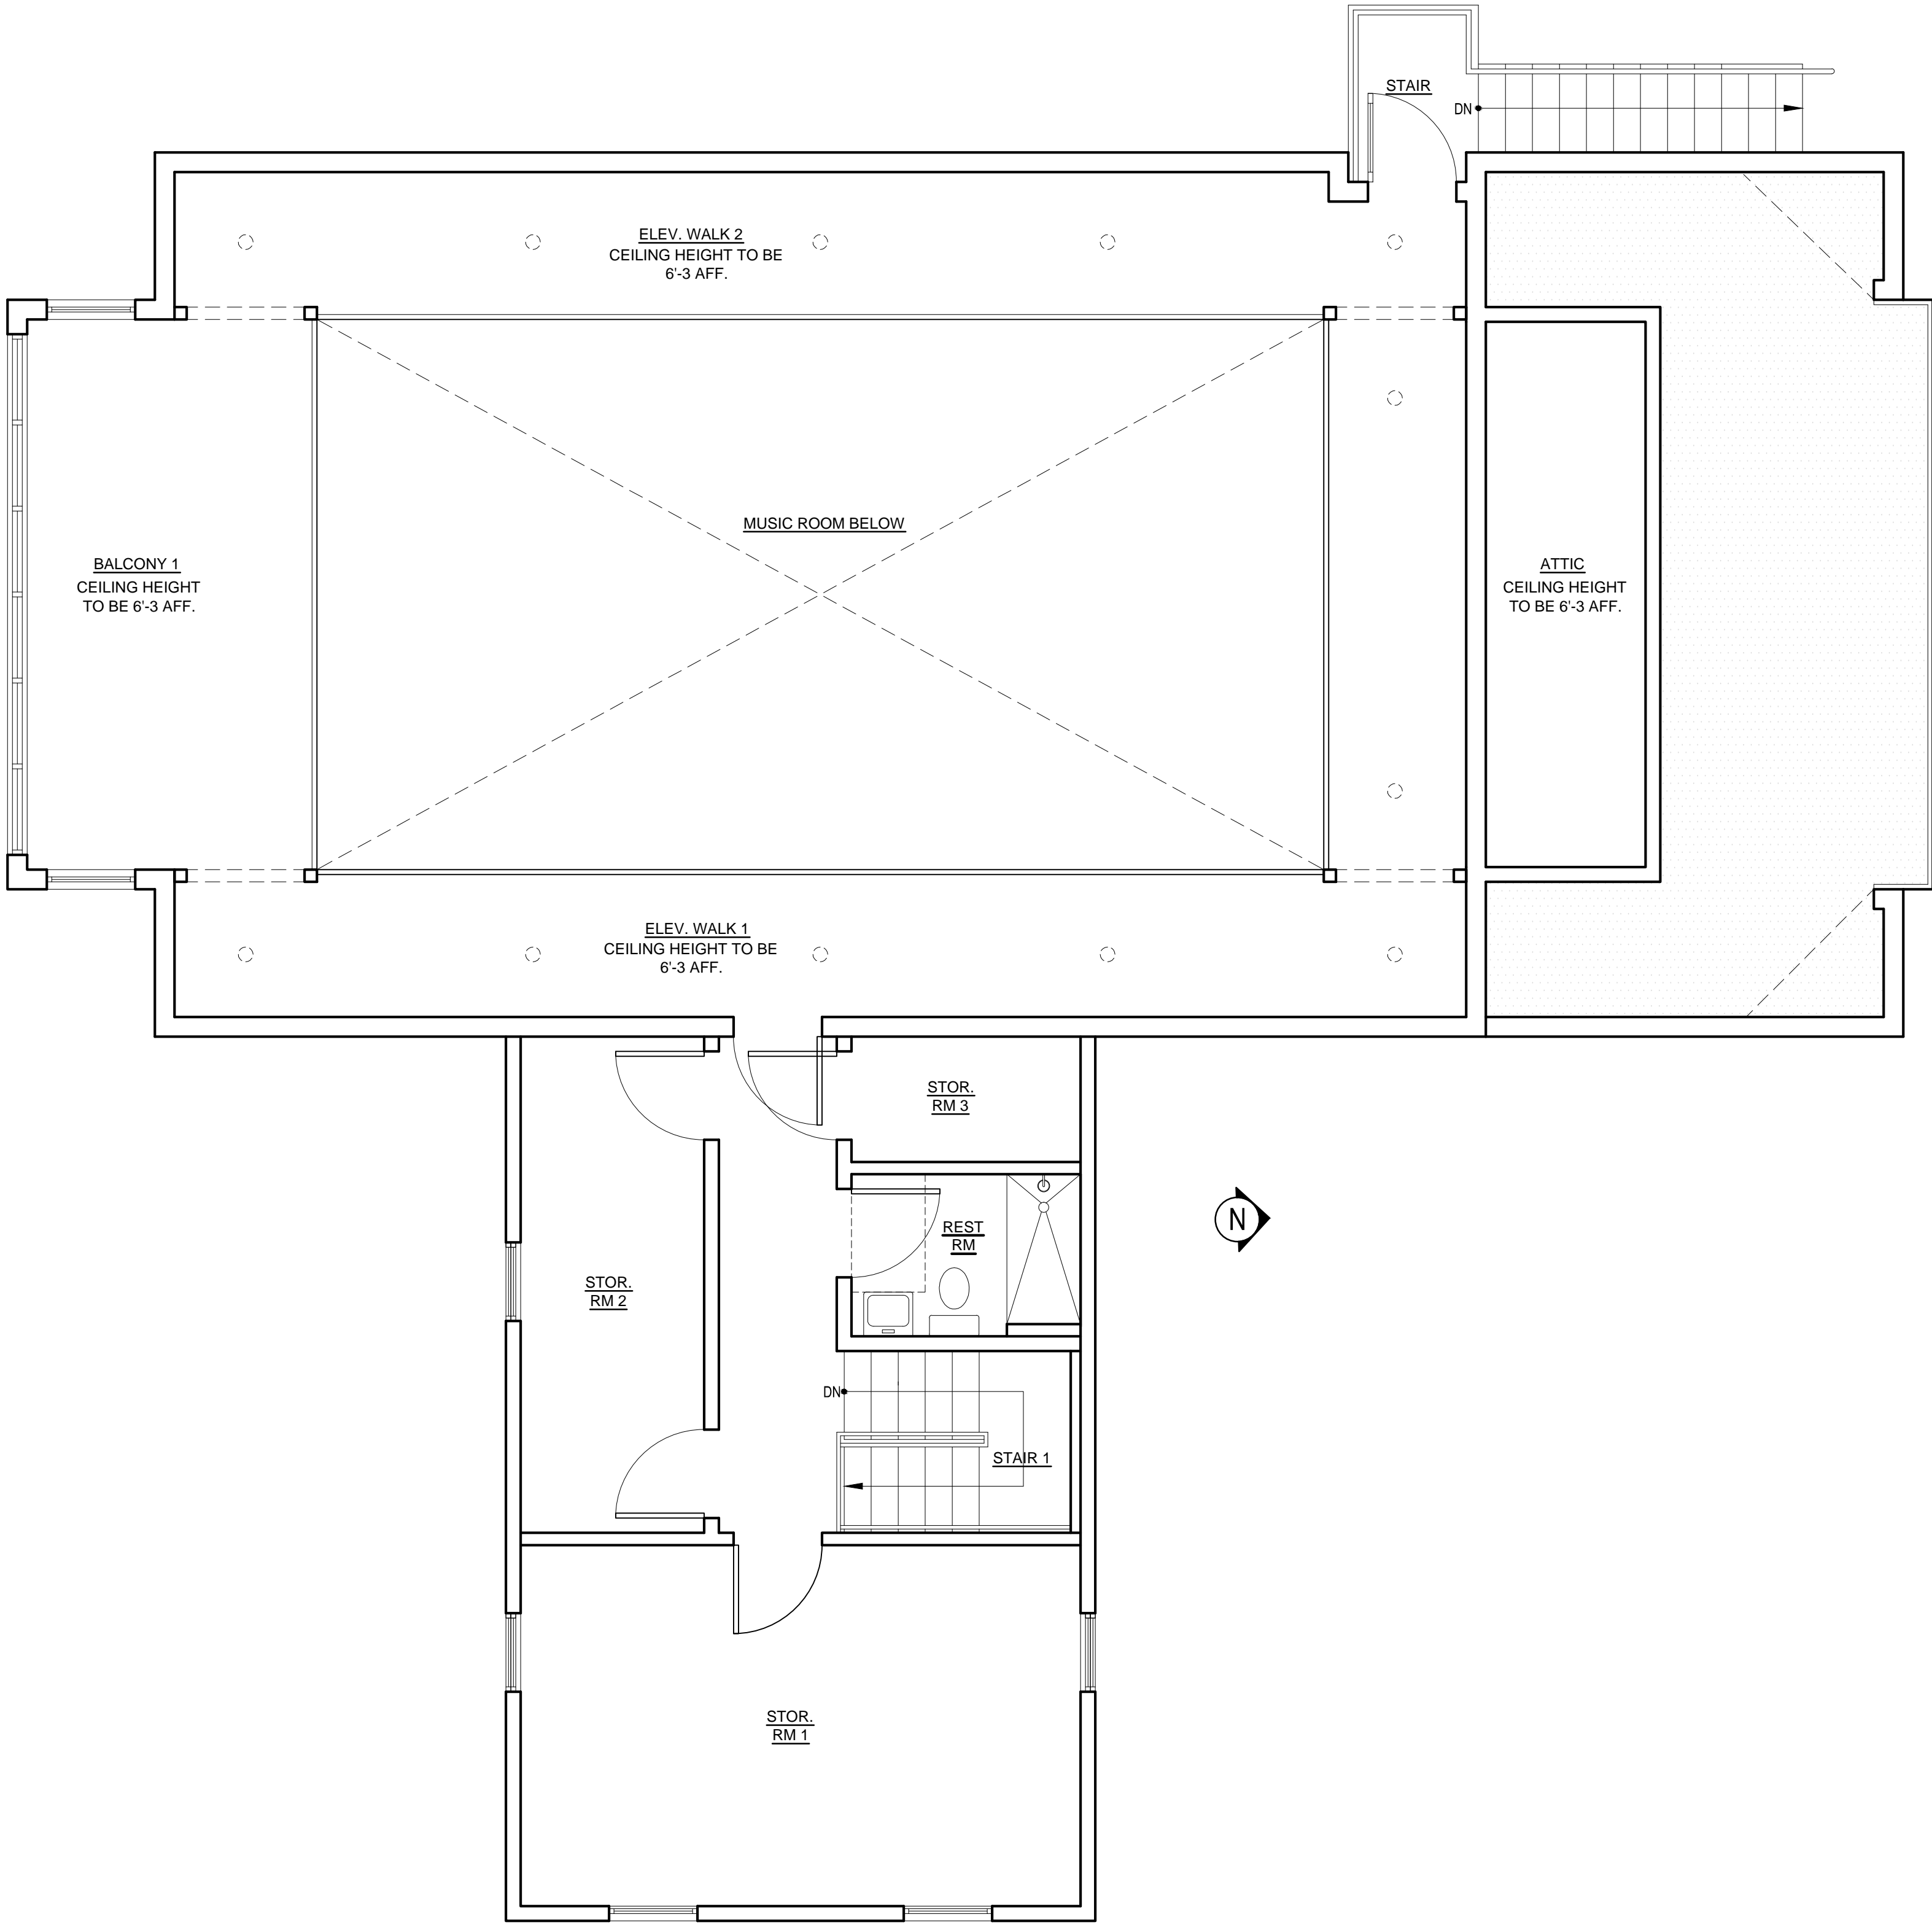 STAIR
DN
ELEV. WALK 2
CEILING HEIGHT TO BE
6'-3 AFF.
MUSIC ROOM BELOW
BALCONY 1
CEILING HEIGHT
TO BE 6'-3 AFF.
ATTIC
CEILING HEIGHT
TO BE 6'-3 AFF.
ELEV. WALK 1
CEILING HEIGHT TO BE
6'-3 AFF.
STOR.
RM 3
N
REST
RM
STOR.
RM 2
DN
STAIR 1
STOR.
RM 1